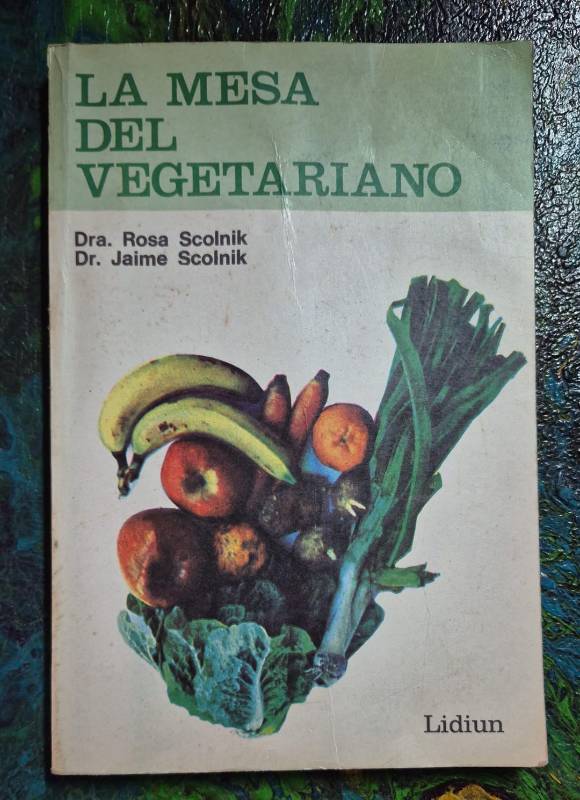 LA MESA
DEL
VEGETARIANO
Dra. Rosa Scolnik
Dr. Jaime Scolnik
Lidiun